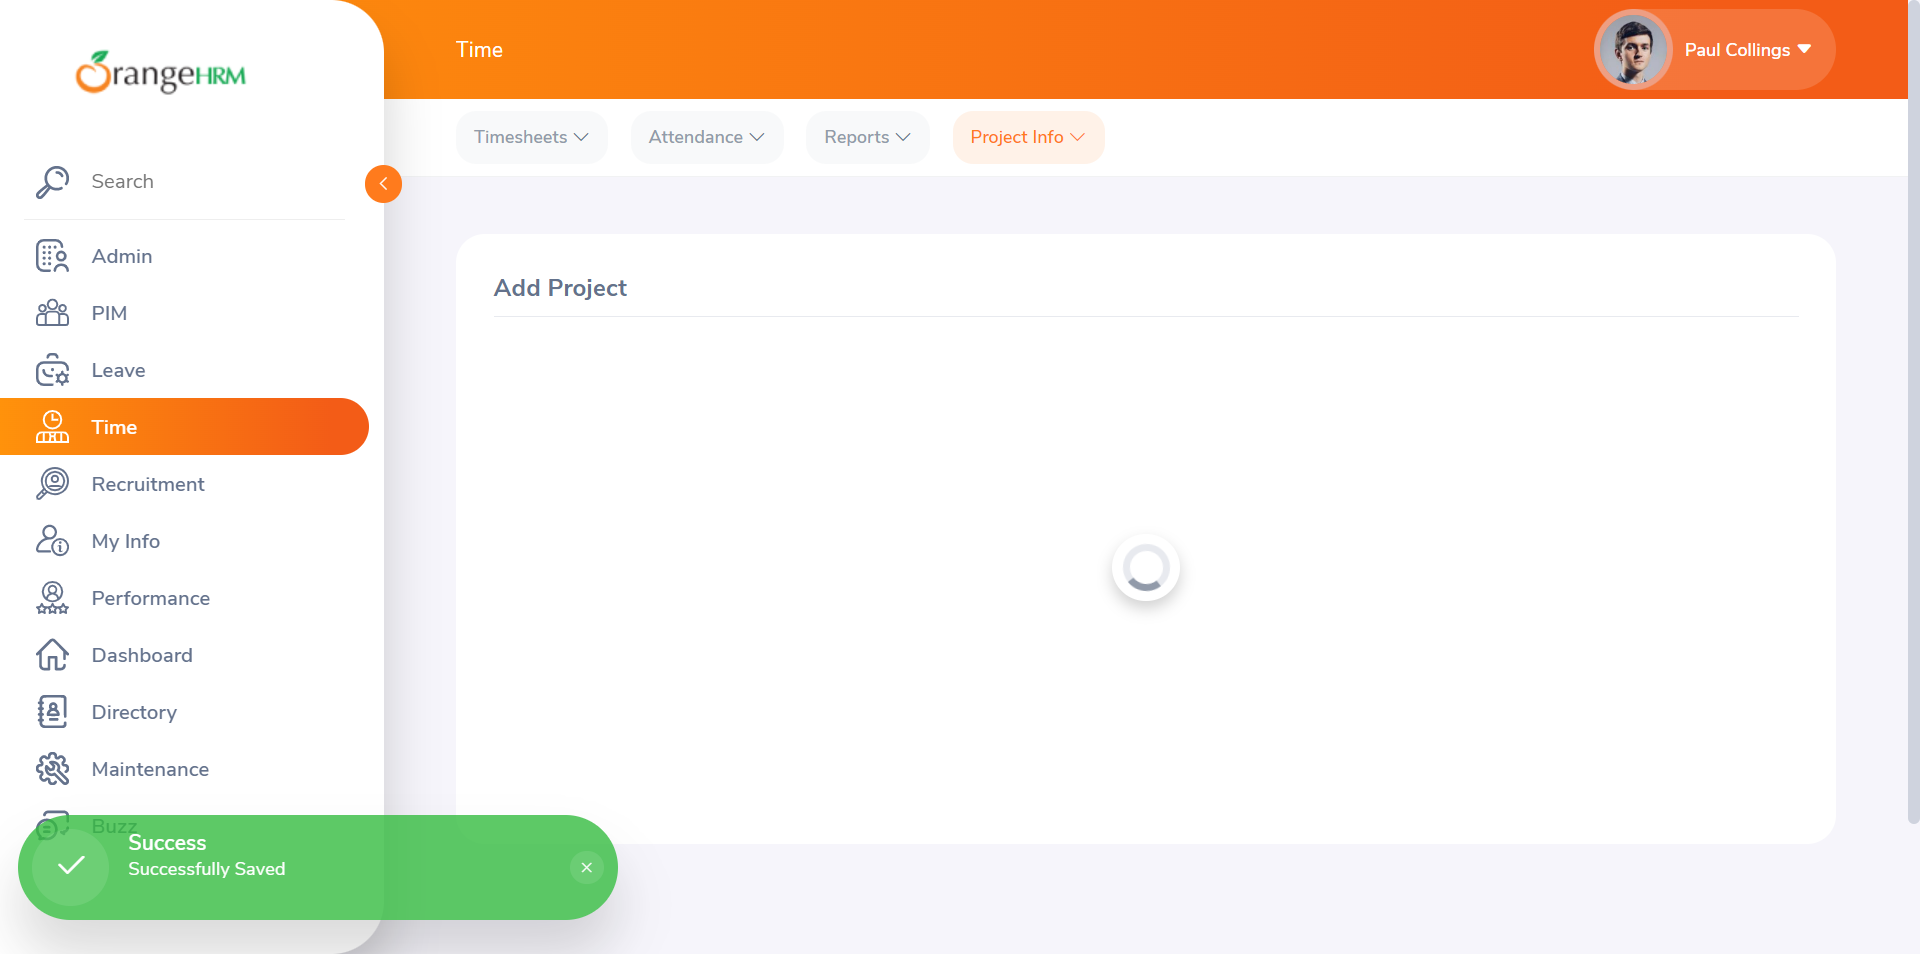 OrangeHRM
Time
Paul Collings
Timesheets
Attendance
Reports
Project Info
Search
Admin
PIM
Leave
Time
Recruitment
My Info
Performance
Dashboard
Directory
Maintenance
Buzz
Add Project
Success
Successfully Saved